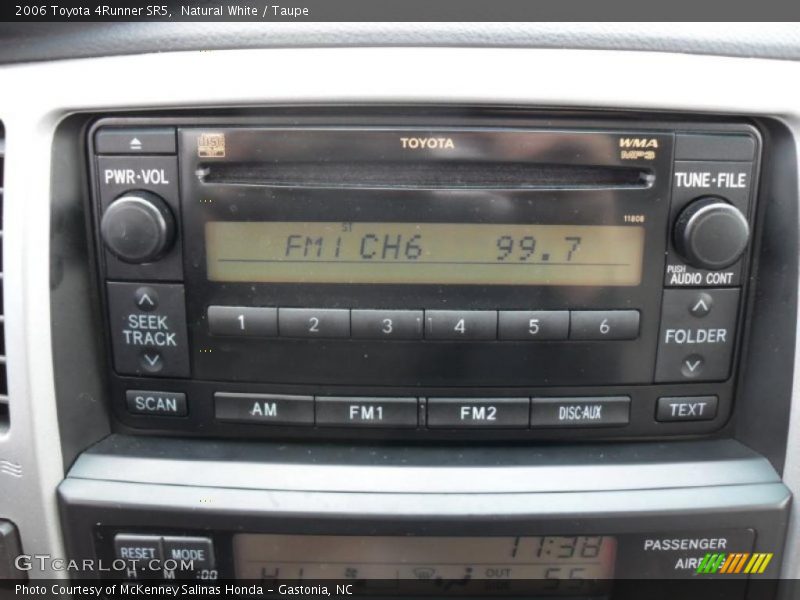 2006 Toyota 4Runner SR5, Natural White / Taupe
TOYOTA
WMA
MP3
PWR·VOL
TUNE·FILE
11808
ST
FM1 CH6 99.7
PUSH
AUDIO CONT
1 2 3 4 5 6
SEEK
TRACK
FOLDER
SCAN
AM FM1 FM2 DISC·AUX
TEXT
11:38
RESET MODE
H M :00
PASSENGER
OUT
55
GTCARLOT.COM
Photo Courtesy of McKenney Salinas Honda - Gastonia, NC